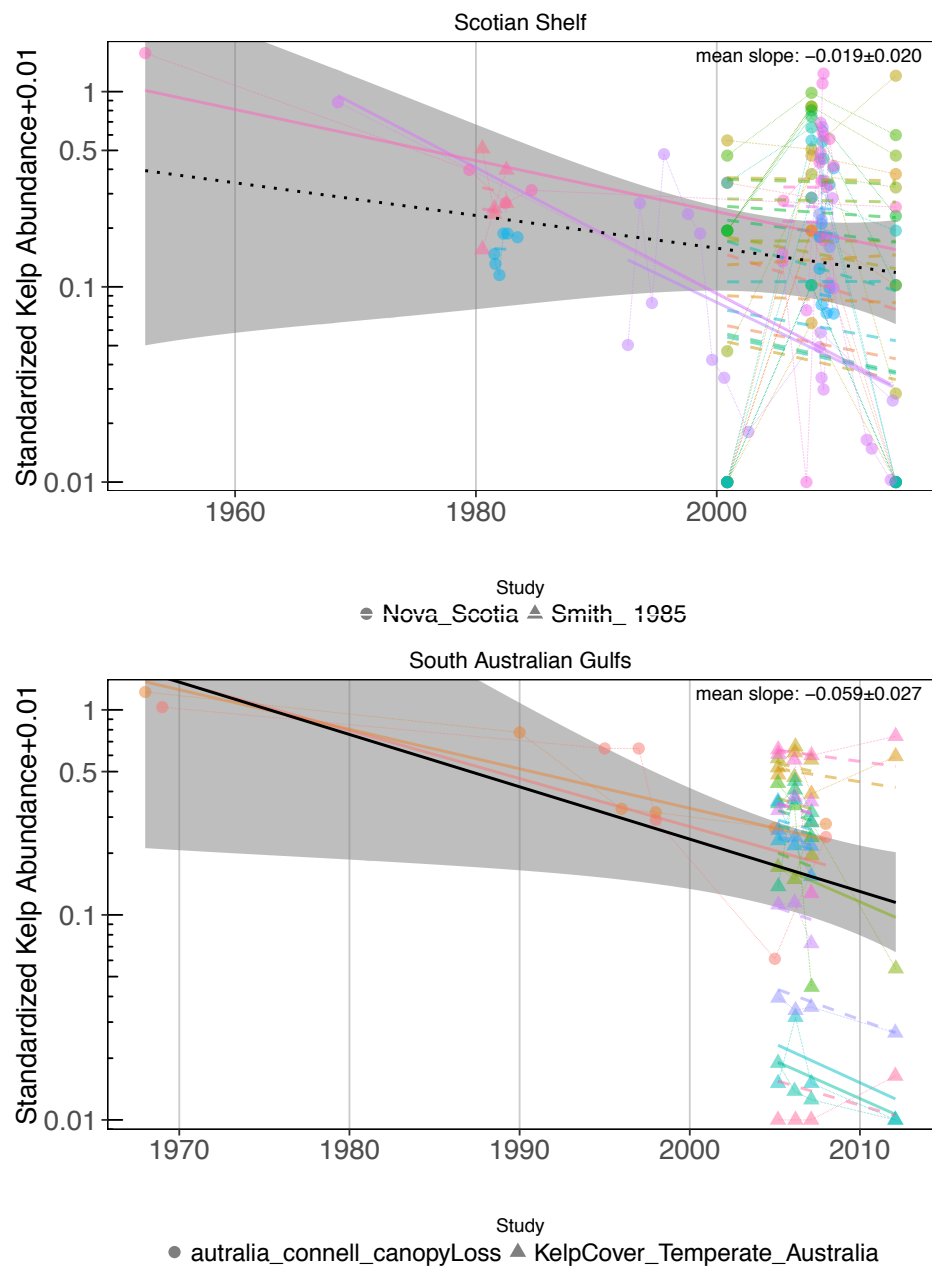 Scotian Shelf
mean slope: −0.019±0.020
Standardized Kelp Abundance+0.01
1
0.5
0.1
0.01
1960 1980 2000
Study
Nova_Scotia Smith_ 1985
South Australian Gulfs
mean slope: −0.059±0.027
Standardized Kelp Abundance+0.01
1
0.5
0.1
0.01
1970 1980 1990 2000 2010
Study
autralia_connell_canopyLoss KelpCover_Temperate_Australia